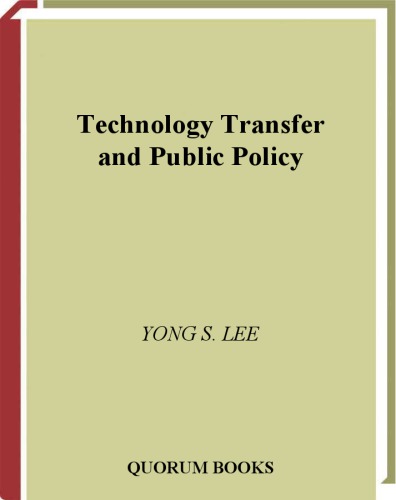 Technology Transfer
and Public Policy
YONG S. LEE
QUORUM BOOKS